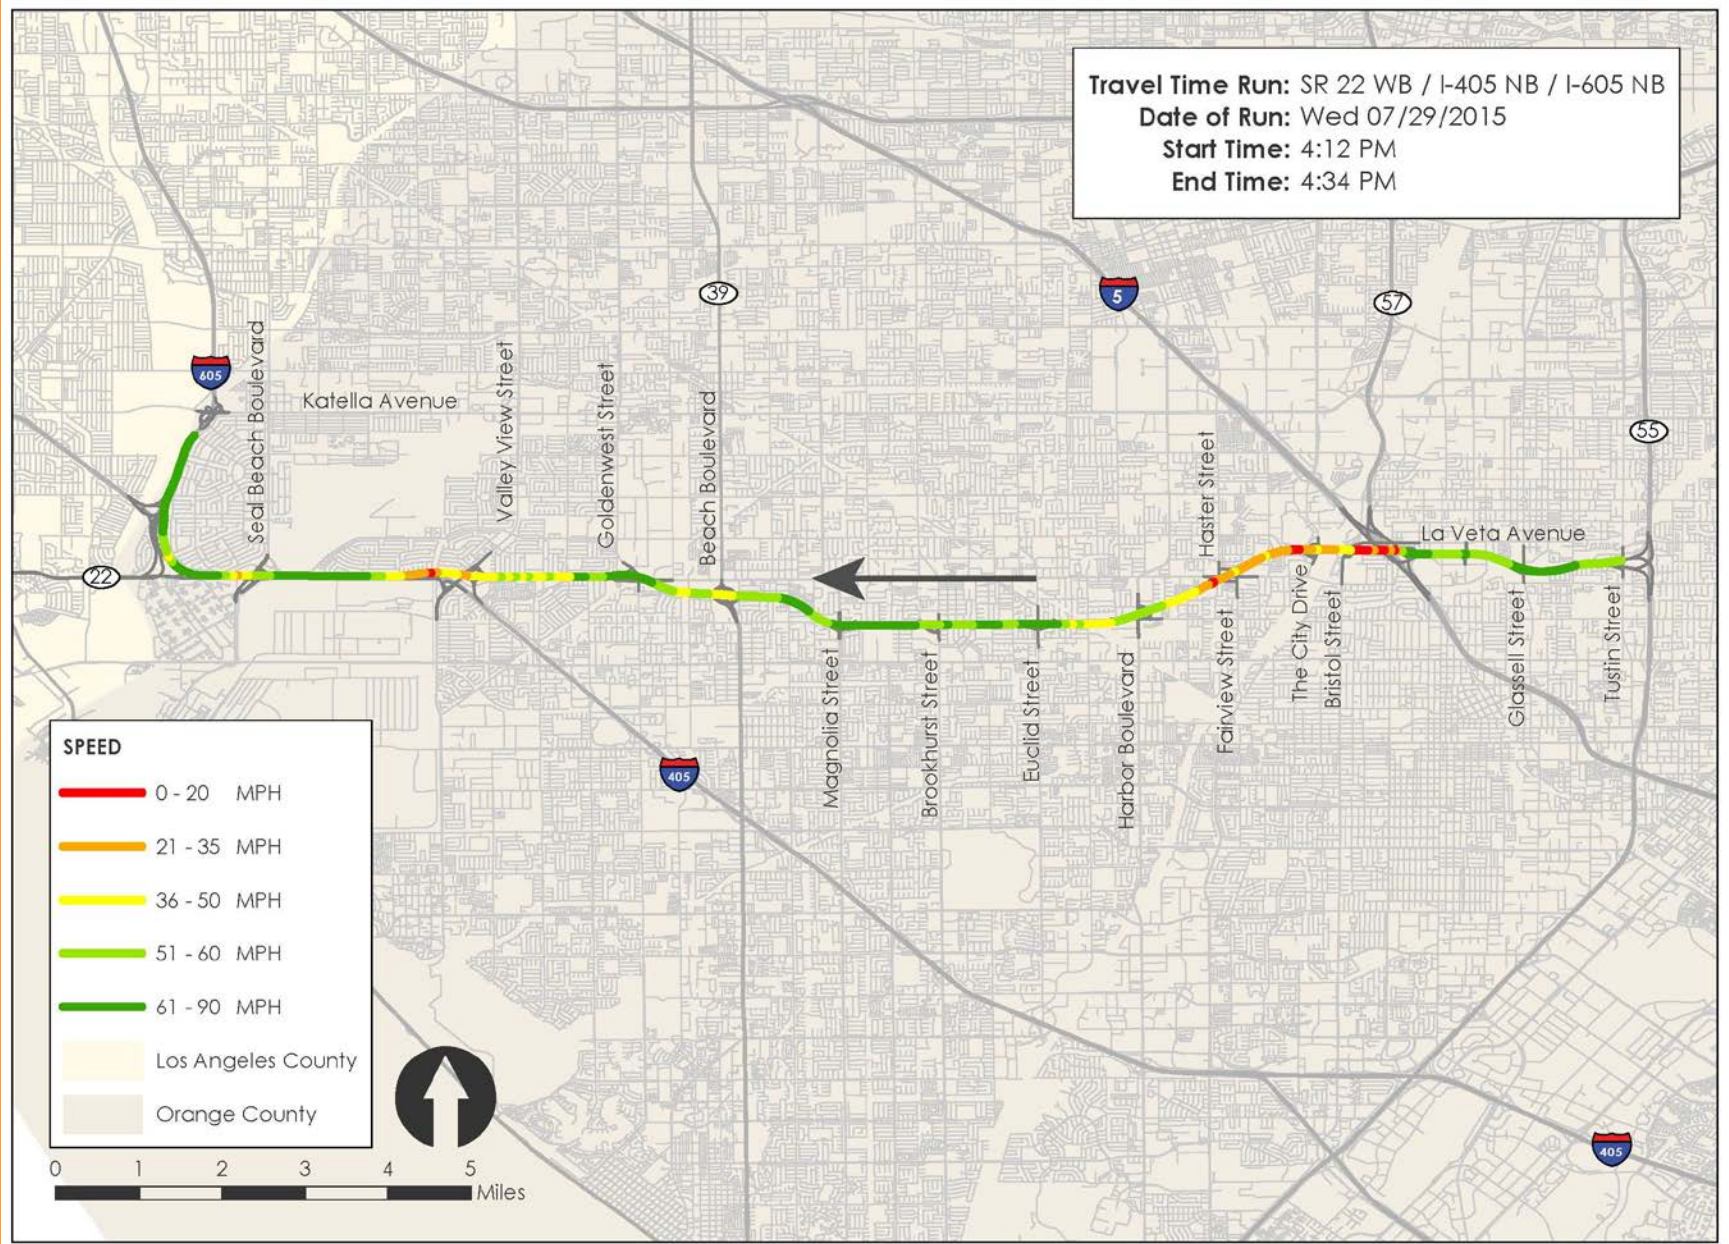 Travel Time Run: SR 22 WB / I-405 NB / I-605 NB
Date of Run: Wed 07/29/2015
Start Time: 4:12 PM
End Time: 4:34 PM
39
5
57
605
Seal Beach Boulevard
Katella Avenue
Valley View Street
Goldenwest Street
Beach Boulevard
Haster Street
55
La Veta Avenue
22
Magnolia Street
Brookhurst Street
Euclid Street
Harbor Boulevard
Fairview Street
The City Drive
Bristol Street
Glassell Street
Tustin Street
405
SPEED
0 - 20 MPH
21 - 35 MPH
36 - 50 MPH
51 - 60 MPH
61 - 90 MPH
Los Angeles County
Orange County
405
0 1 2 3 4 5
Miles